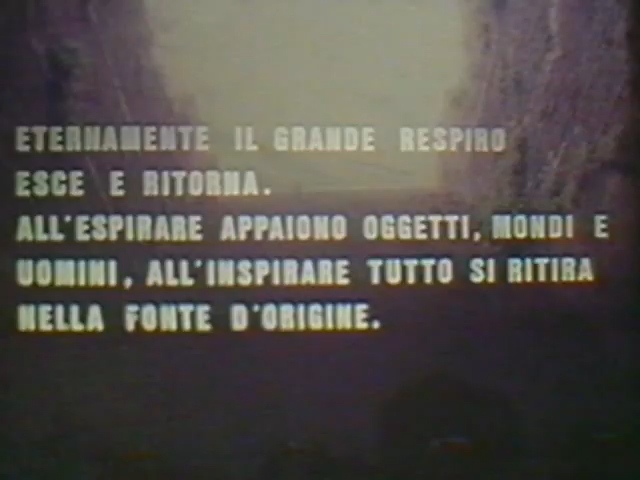 ETERNAMENTE IL GRANDE RESPIRO
ESCE E RITORNA.
ALL'ESPIRARE APPAIONO OGGETTI, MONDI E
UOMINI, ALL'INSPIRARE TUTTO SI RITIRA
NELLA FONTE D'ORIGINE.